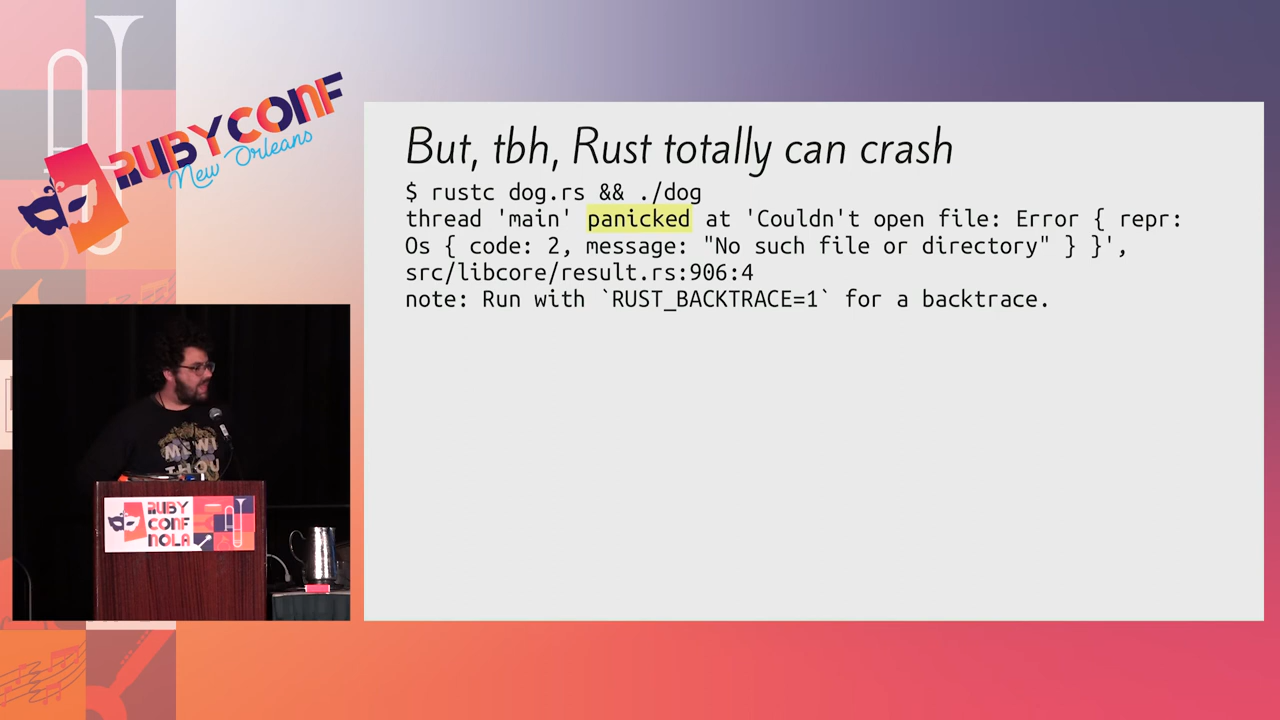 RUBYCONF
New Orleans
But, tbh, Rust totally can crash
$ rustc dog.rs && ./dog
thread 'main' panicked at 'Couldn't open file: Error { repr:
Os { code: 2, message: "No such file or directory" } }',
src/libcore/result.rs:906:4
note: Run with `RUST_BACKTRACE=1` for a backtrace.
THOU
RUBY
CONF
NOLA